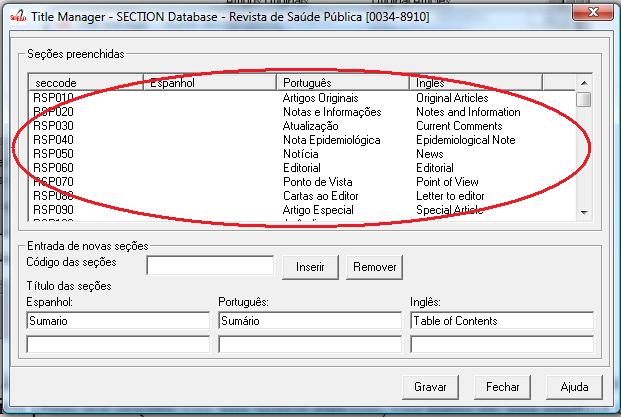 Title Manager - SECTION Database - Revista de Saúde Pública [0034-8910]
Seções preenchidas
seccode Espanhol Português Inglês
RSP010 Artigos Originais Original Articles
RSP020 Notas e Informações Notes and Information
RSP030 Atualização Current Comments
RSP040 Nota Epidemiológica Epidemiological Note
RSP050 Notícia News
RSP060 Editorial Editorial
RSP070 Ponto de Vista Point of View
RSP080 Cartas ao Editor Letter to editor
RSP090 Artigo Especial Special Article
Entrada de novas seções
Código das seções Inserir Remover
Título das seções
Espanhol: Português: Inglês:
Sumario Sumário Table of Contents
Gravar Fechar Ajuda